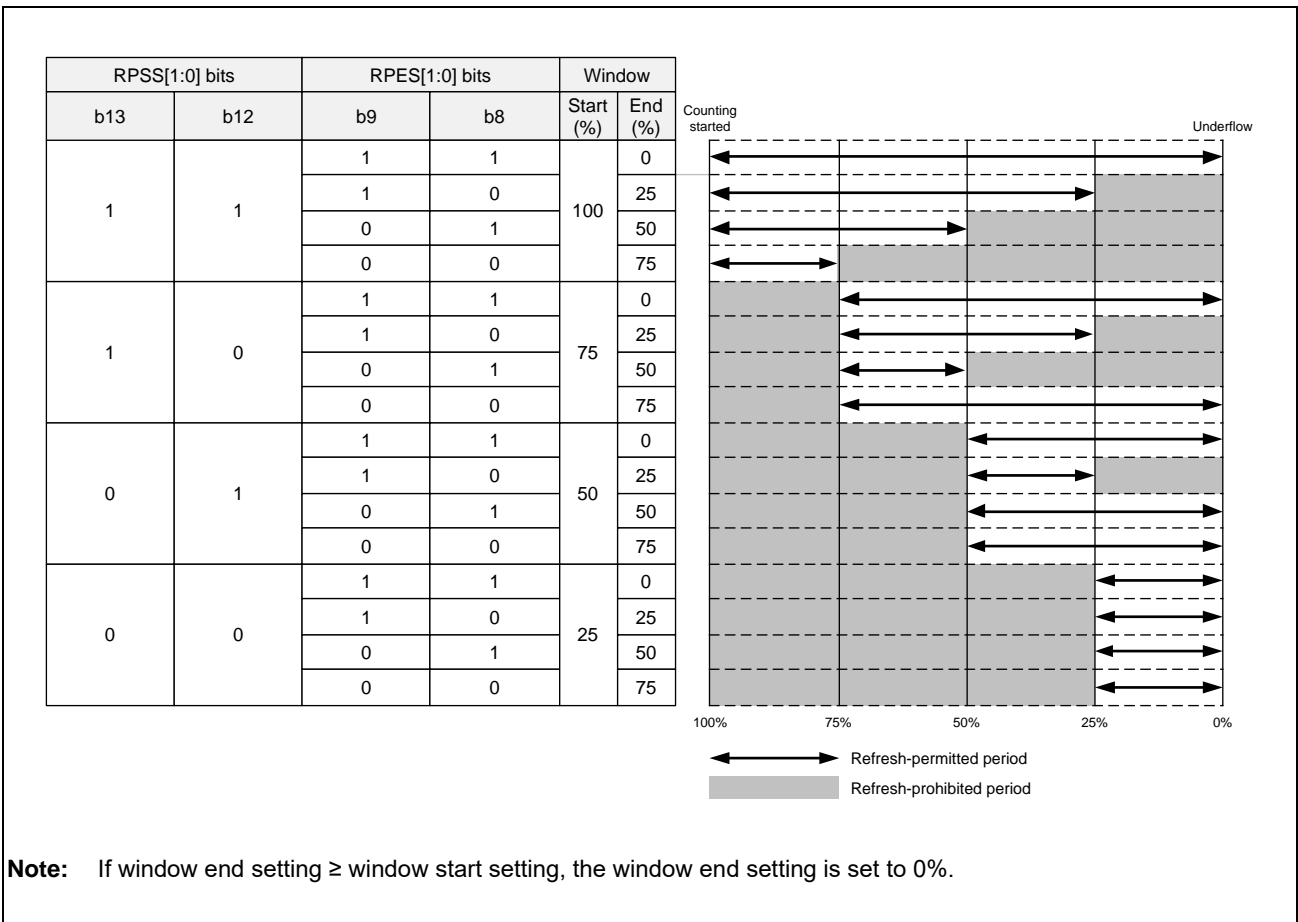 RPSS[1:0] bits RPES[1:0] bits Window
b13 b12 b9 b8 Start (%) End (%)
Counting started Underflow
1 1 0
1 0 25
1 1 100
0 1 50
0 0 75
1 1 0
1 0 25
1 0 75
0 1 50
0 0 75
1 1 0
1 0 25
0 1 50
0 1 50
0 0 75
1 1 0
1 0 25
0 0 25
0 1 50
0 0 75
100% 75% 50% 25% 0%
Refresh-permitted period
Refresh-prohibited period
Note: If window end setting ≥ window start setting, the window end setting is set to 0%.